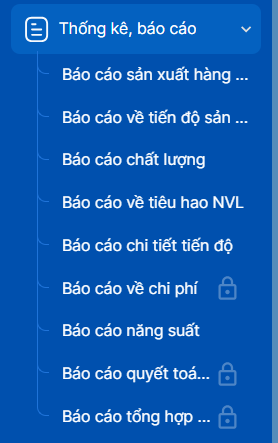 Thống kê, báo cáo
Báo cáo sản xuất hàng ...
Báo cáo về tiến độ sản ...
Báo cáo chất lượng
Báo cáo về tiêu hao NVL
Báo cáo chi tiết tiến độ
Báo cáo về chi phí
Báo cáo năng suất
Báo cáo quyết toá...
Báo cáo tổng hợp ...